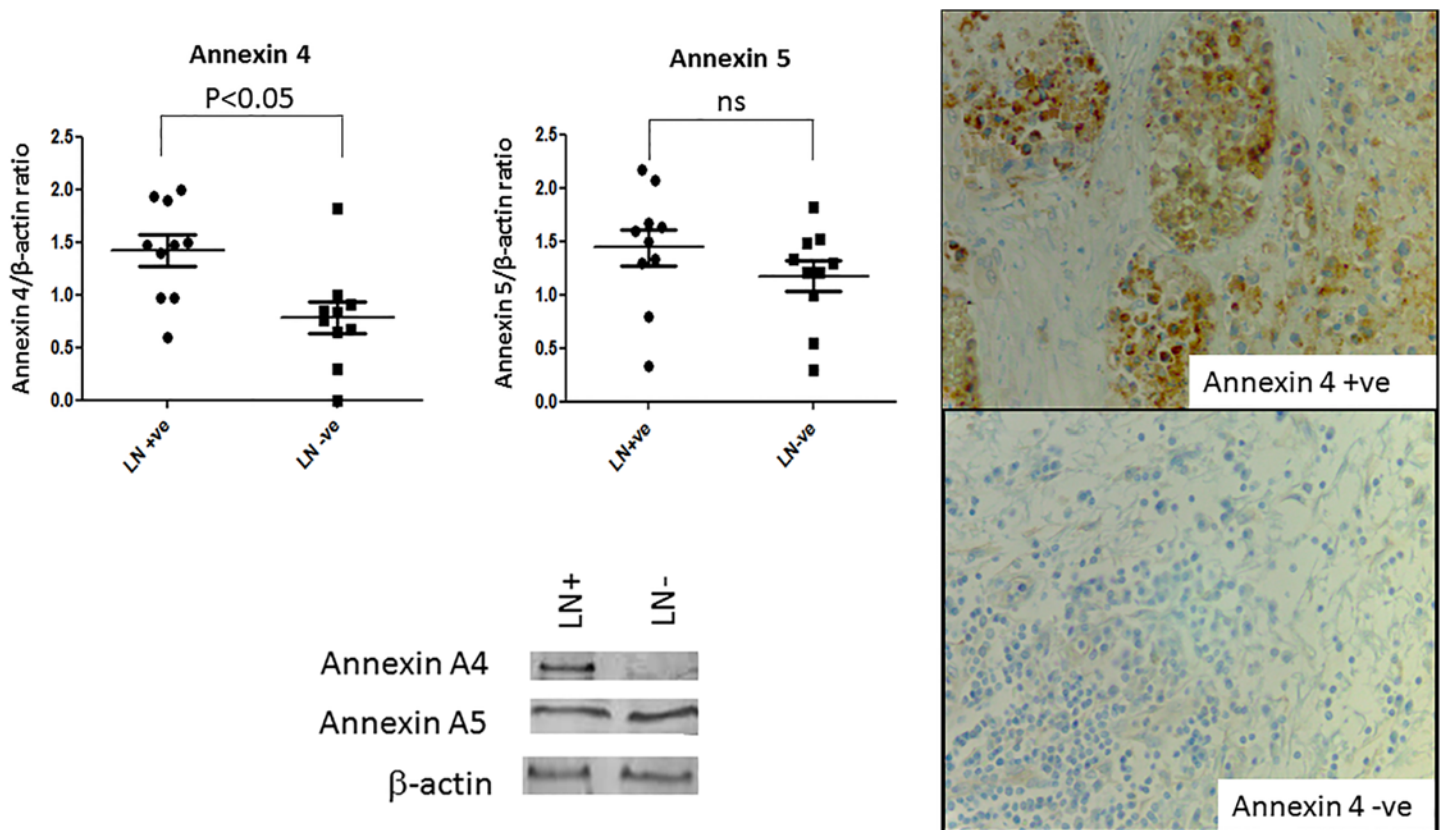 Annexin 4
P<0.05
Annexin 4/β-actin ratio
2.5
2.0
1.5
1.0
0.5
0.0
LN +ve
LN -ve
Annexin 5
ns
Annexin 5/β-actin ratio
2.5
2.0
1.5
1.0
0.5
0.0
LN+ve
LN-ve
LN+
LN-
Annexin A4
Annexin A5
β-actin
Annexin 4 +ve
Annexin 4 -ve